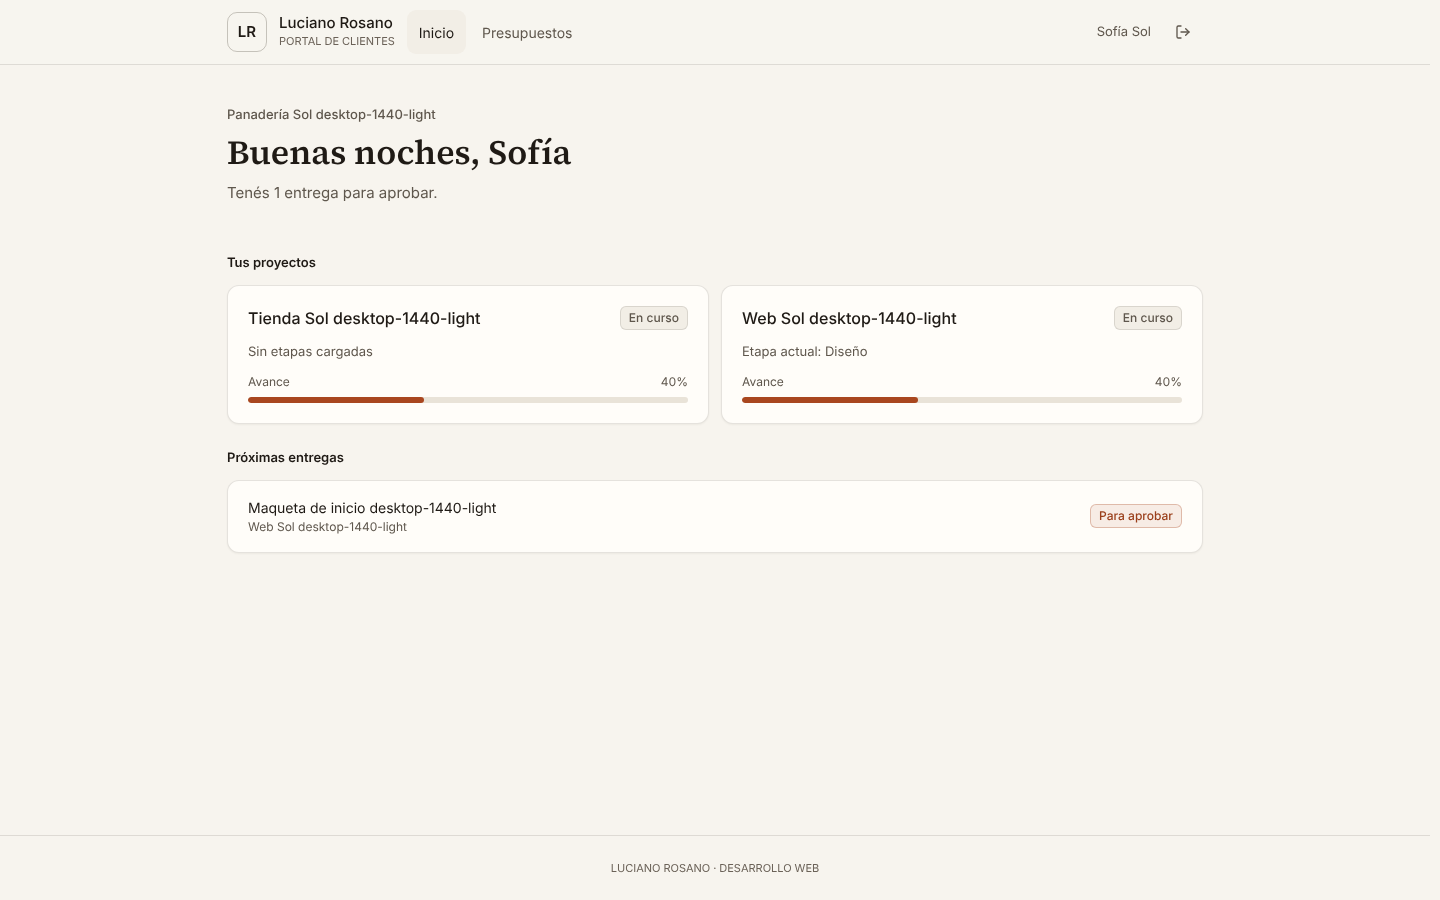 LR
Luciano Rosano
PORTAL DE CLIENTES
Inicio
Presupuestos
Sofía Sol
Panadería Sol desktop-1440-light
Buenas noches, Sofía
Tenés 1 entrega para aprobar.
Tus proyectos
Tienda Sol desktop-1440-light
En curso
Sin etapas cargadas
Avance
40%
Web Sol desktop-1440-light
En curso
Etapa actual: Diseño
Avance
40%
Próximas entregas
Maqueta de inicio desktop-1440-light
Web Sol desktop-1440-light
Para aprobar
LUCIANO ROSANO · DESARROLLO WEB